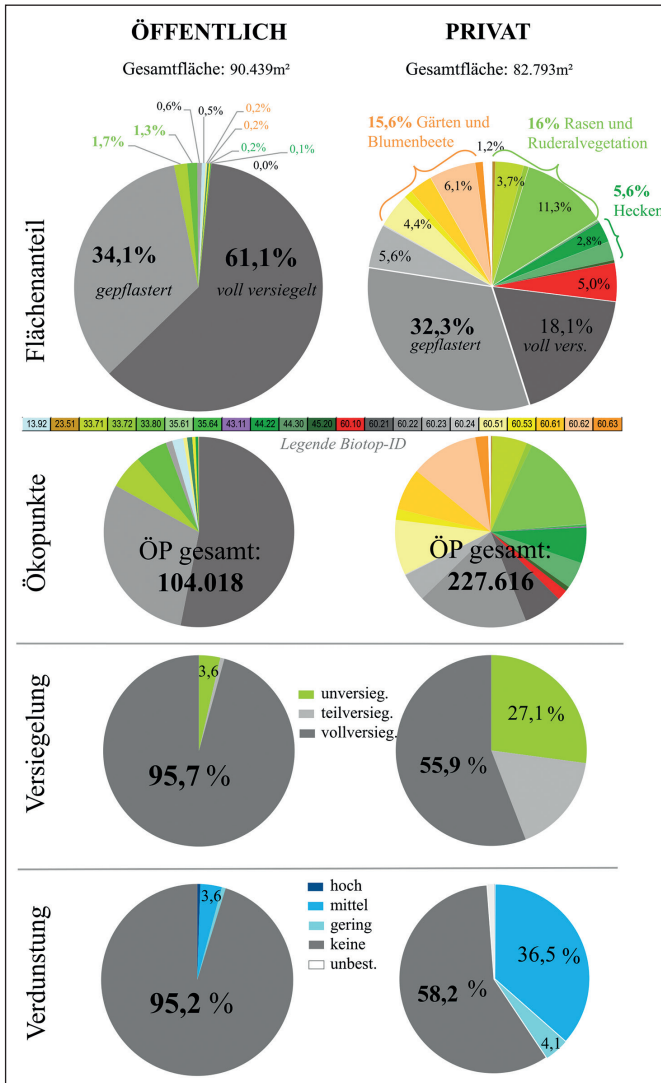 ÖFFENTLICH
PRIVAT
Gesamtfläche: 90.439m²
Gesamtfläche: 82.793m²
Flächenanteil
1,7%
1,3%
0,6%
0,5%
0,2%
0,2%
0,2%
0,1%
0,0%
34,1%
gepflastert
61,1%
voll versiegelt
15,6% Gärten und
Blumenbeete
1,2%
16% Rasen und
Ruderalvegetation
5,6%
Hecken
3,7%
11,3%
2,8%
5,0%
18,1%
voll vers.
32,3%
gepflastert
5,6%
4,4%
6,1%
13.92 23.51 33.71 33.72 33.80 35.61 35.64 43.11 44.22 44.30 45.20 60.10 60.21 60.22 60.23 60.24 60.51 60.53 60.61 60.62 60.63
Legende Biotop-ID
Ökopunkte
ÖP gesamt:
104.018
ÖP gesamt:
227.616
Versiegelung
3,6
95,7 %
unversieg.
teilversieg.
vollversieg.
27,1%
55,9 %
Verdunstung
3,6
95,2 %
hoch
mittel
gering
keine
unbest.
36,5 %
58,2 %
4,1